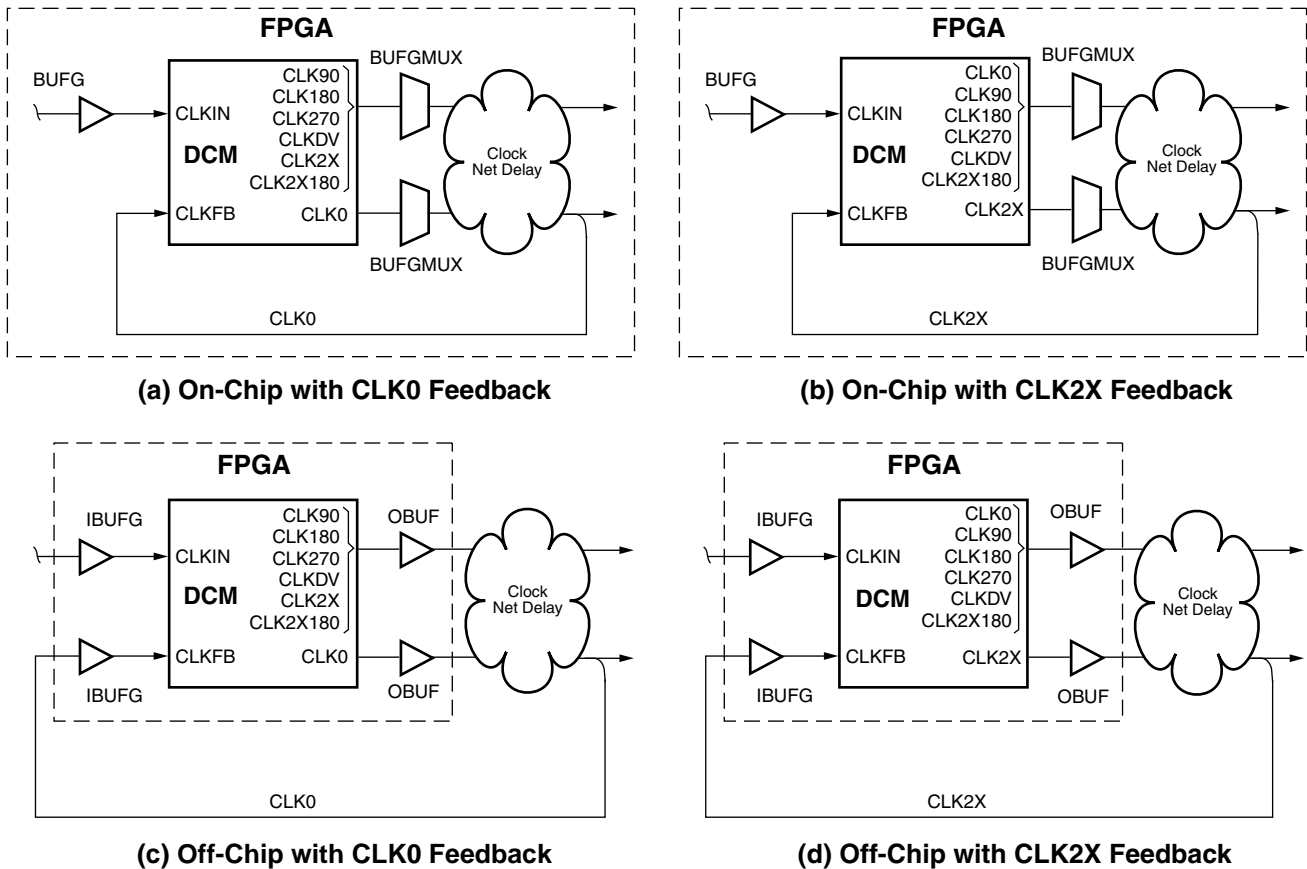 FPGA
BUFG
CLKIN
DCM
CLKFB
CLK90
CLK180
CLK270
CLKDV
CLK2X
CLK2X180
CLK0
BUFGMUX
BUFGMUX
Clock
Net Delay
CLK0
(a) On-Chip with CLK0 Feedback
FPGA
BUFG
CLKIN
DCM
CLKFB
CLK0
CLK90
CLK180
CLK270
CLKDV
CLK2X180
CLK2X
BUFGMUX
BUFGMUX
Clock
Net Delay
CLK2X
(b) On-Chip with CLK2X Feedback
FPGA
IBUFG
IBUFG
CLKIN
DCM
CLKFB
CLK90
CLK180
CLK270
CLKDV
CLK2X
CLK2X180
CLK0
OBUF
OBUF
Clock
Net Delay
CLK0
(c) Off-Chip with CLK0 Feedback
FPGA
IBUFG
IBUFG
CLKIN
DCM
CLKFB
CLK0
CLK90
CLK180
CLK270
CLKDV
CLK2X180
CLK2X
OBUF
OBUF
Clock
Net Delay
CLK2X
(d) Off-Chip with CLK2X Feedback